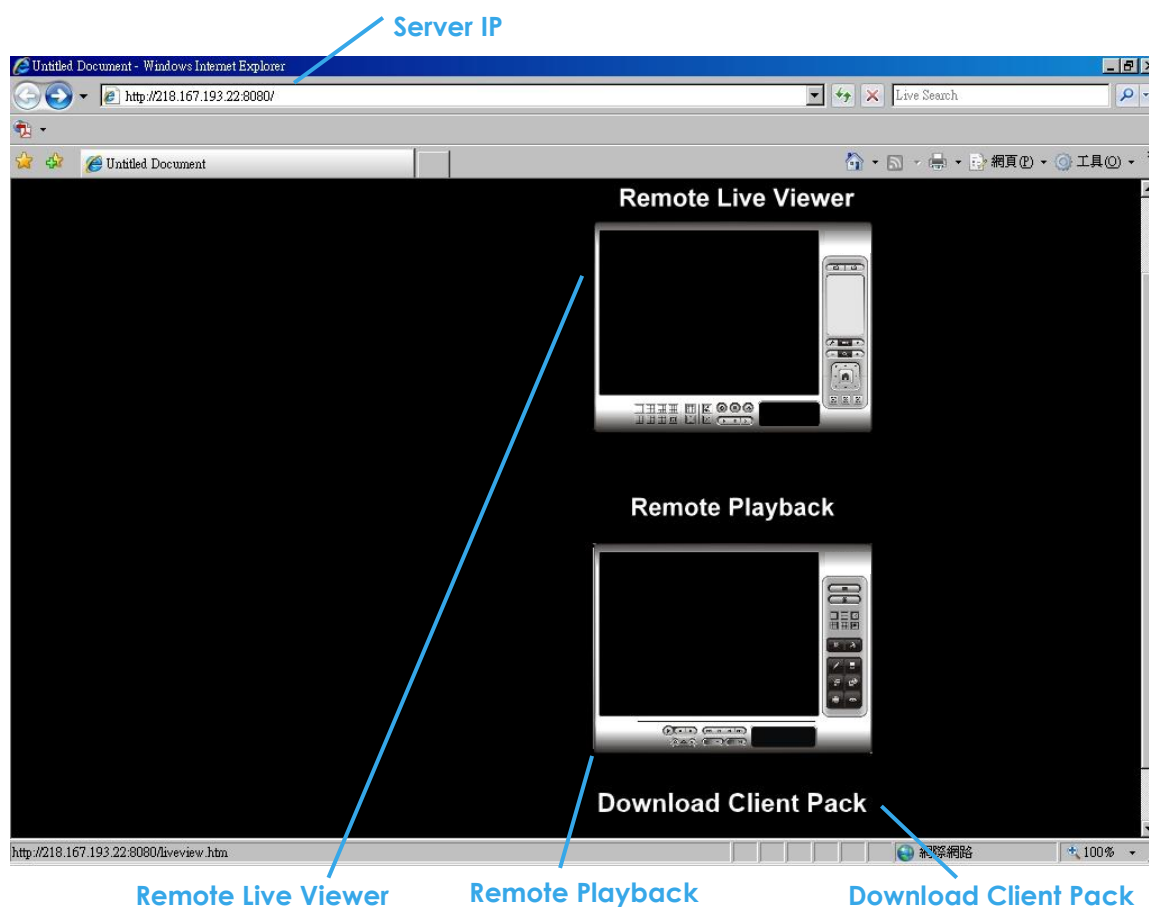 Server IP
Untitled Document - Windows Internet Explorer
http://218.167.193.22:8080/
Live Search
Untitled Document
網頁(P)
工具(O)
Remote Live Viewer
Remote Playback
Download Client Pack
http://218.167.193.22:8080/liveview.htm
網際網路
100%
Remote Live Viewer
Remote Playback
Download Client Pack